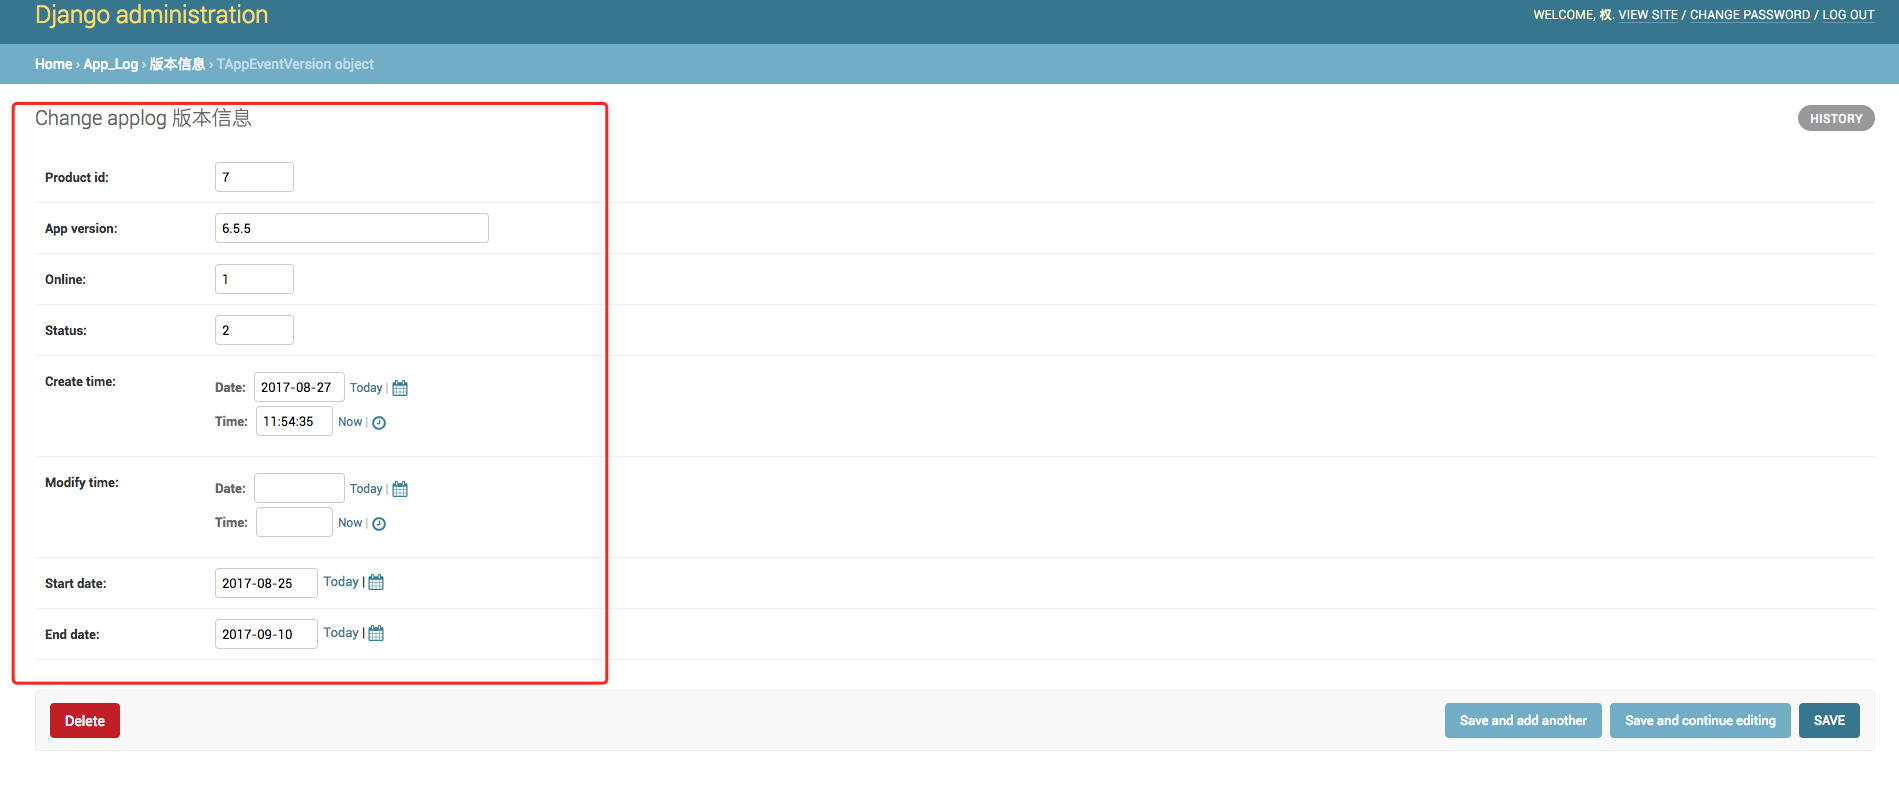 Django administration
WELCOME, 权. VIEW SITE / CHANGE PASSWORD / LOG OUT
Home › App_Log › 版本信息 › TAppEventVersion object
Change applog 版本信息
HISTORY
Product id: 7
App version: 6.5.5
Online: 1
Status: 2
Create time: Date: 2017-08-27 Today |
Time: 11:54:35 Now |
Modify time: Date: Today |
Time: Now |
Start date: 2017-08-25 Today |
End date: 2017-09-10 Today |
Delete
Save and add another Save and continue editing SAVE